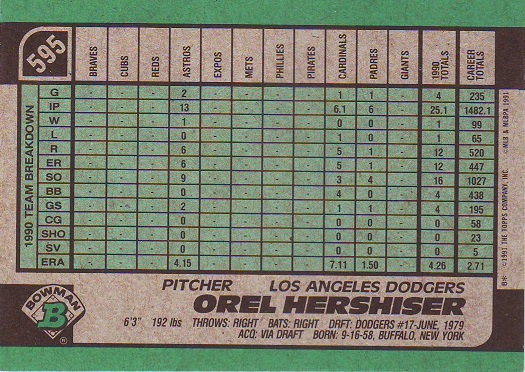 595
BRAVES CUBS REDS ASTROS EXPOS METS PHILLIES PIRATES CARDINALS PADRES GIANTS 1990 TOTALS CAREER TOTALS
1990 TEAM BREAKDOWN
G - - - 2 - - - - 1 1 - 4 235
IP - - - 13 - - - - 6.1 6 - 25.1 1482.1
W - - - 1 - - - - 0 0 - 1 99
L - - - 0 - - - - 1 0 - 1 65
R - - - 6 - - - - 5 1 - 12 520
ER - - - 6 - - - - 5 1 - 12 447
SO - - - 9 - - - - 3 4 - 16 1027
BB - - - 0 - - - - 4 0 - 4 438
GS - - - 2 - - - - 1 1 - 4 195
CG - - - 0 - - - - 0 0 - 0 58
SHO - - - 0 - - - - 0 0 - 0 23
SV - - - 0 - - - - 0 0 - 0 5
ERA - - - 4.15 - - - - 7.11 1.50 - 4.26 2.71
B* ©1991 THE TOPPS COMPANY, INC. ©MLB & MLBPA 1991
PITCHER LOS ANGELES DODGERS
OREL HERSHISER
BOWMAN
B
®
6'3" 192 lbs THROWS: RIGHT BATS: RIGHT DRFT: DODGERS #17-JUNE, 1979
ACQ: VIA DRAFT BORN: 9-16-58, BUFFALO, NEW YORK